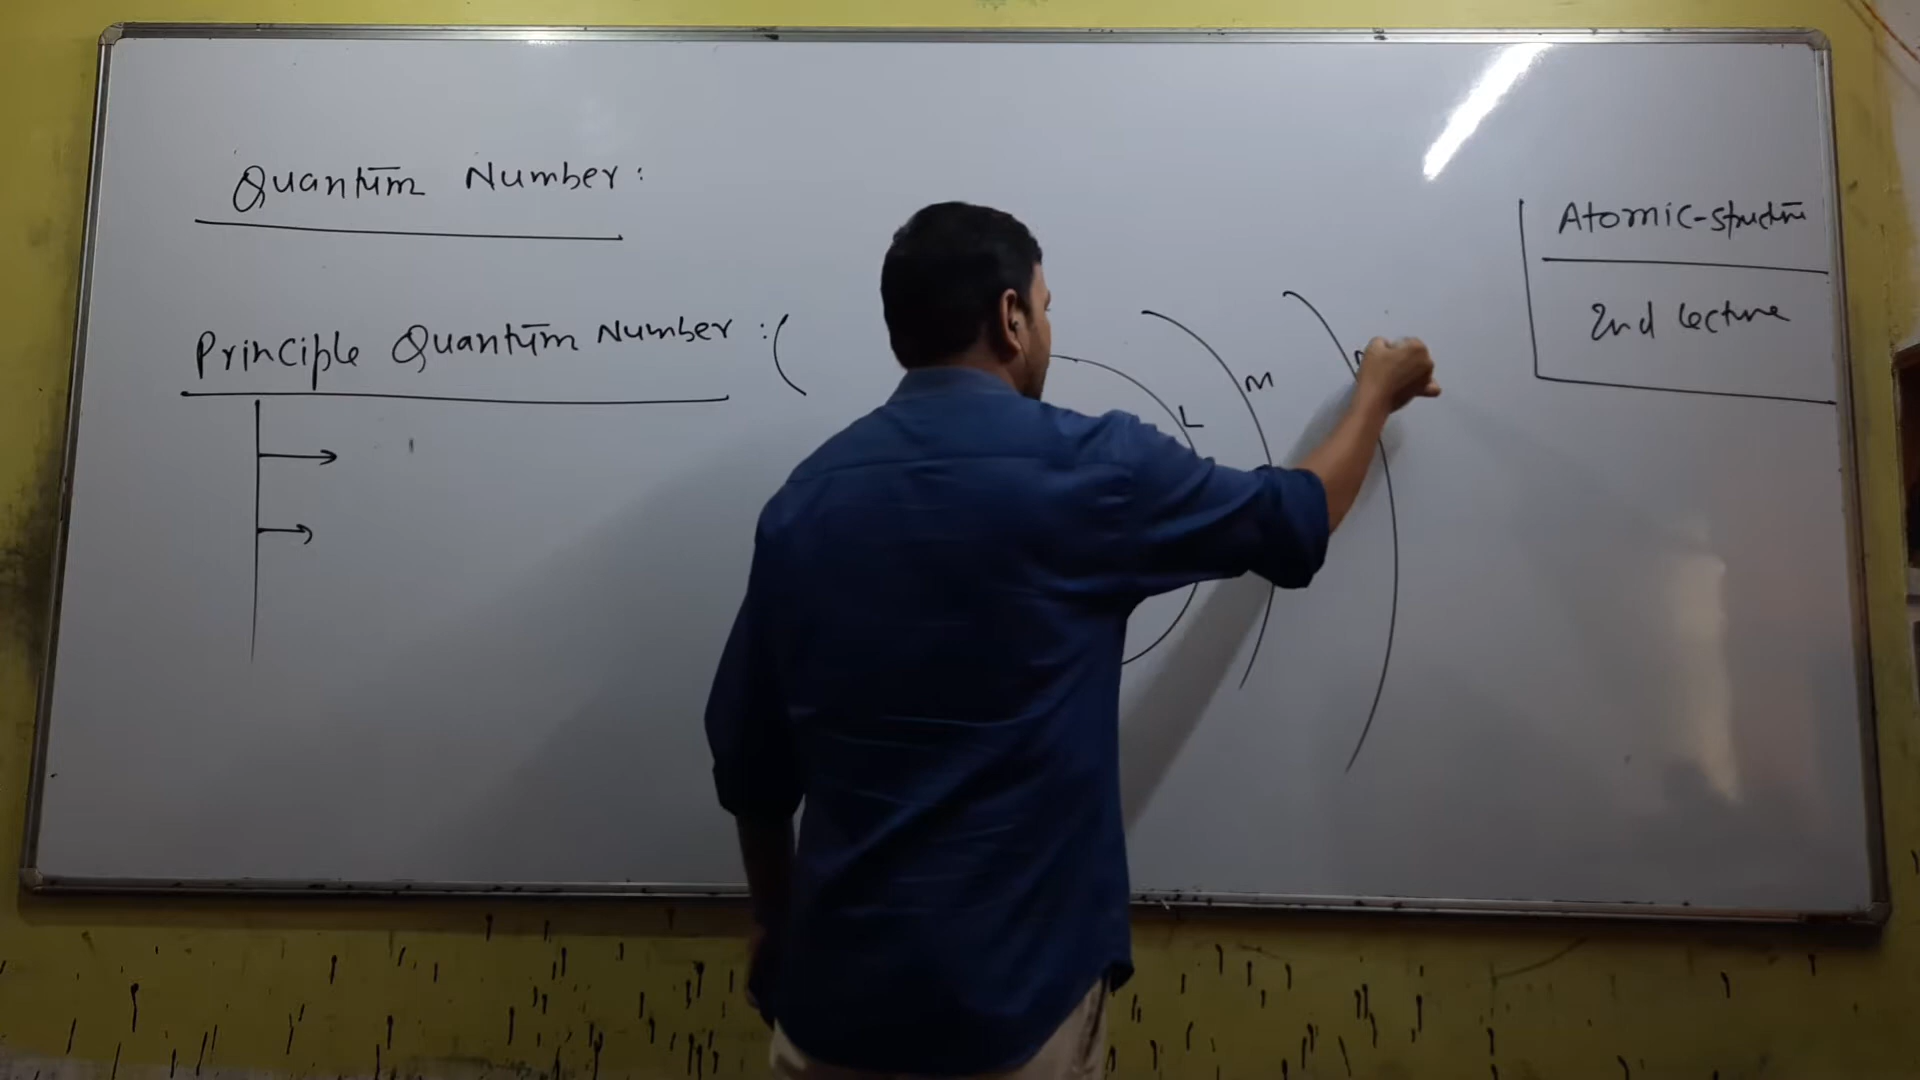 Quantum Number:
Atomic-structure
2nd lecture
Principle Quantum Number : (
L
M